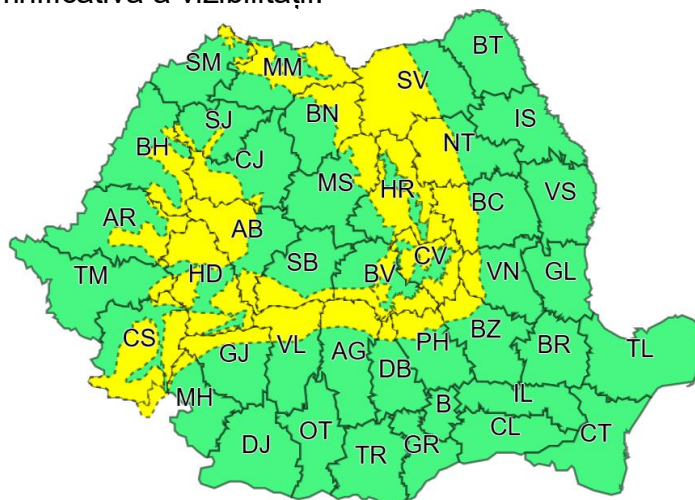 vizibilității
BT
SM
MM
SV
BN
SJ
IS
BH
NT
CJ
MS
HR
VS
BC
AR
AB
CV
TM
HD
SB
BV
VN
GL
CS
PH
BZ
GJ
VL
AG
BR
TL
DB
MH
IL
B
OT
CL
CT
DJ
TR
GR